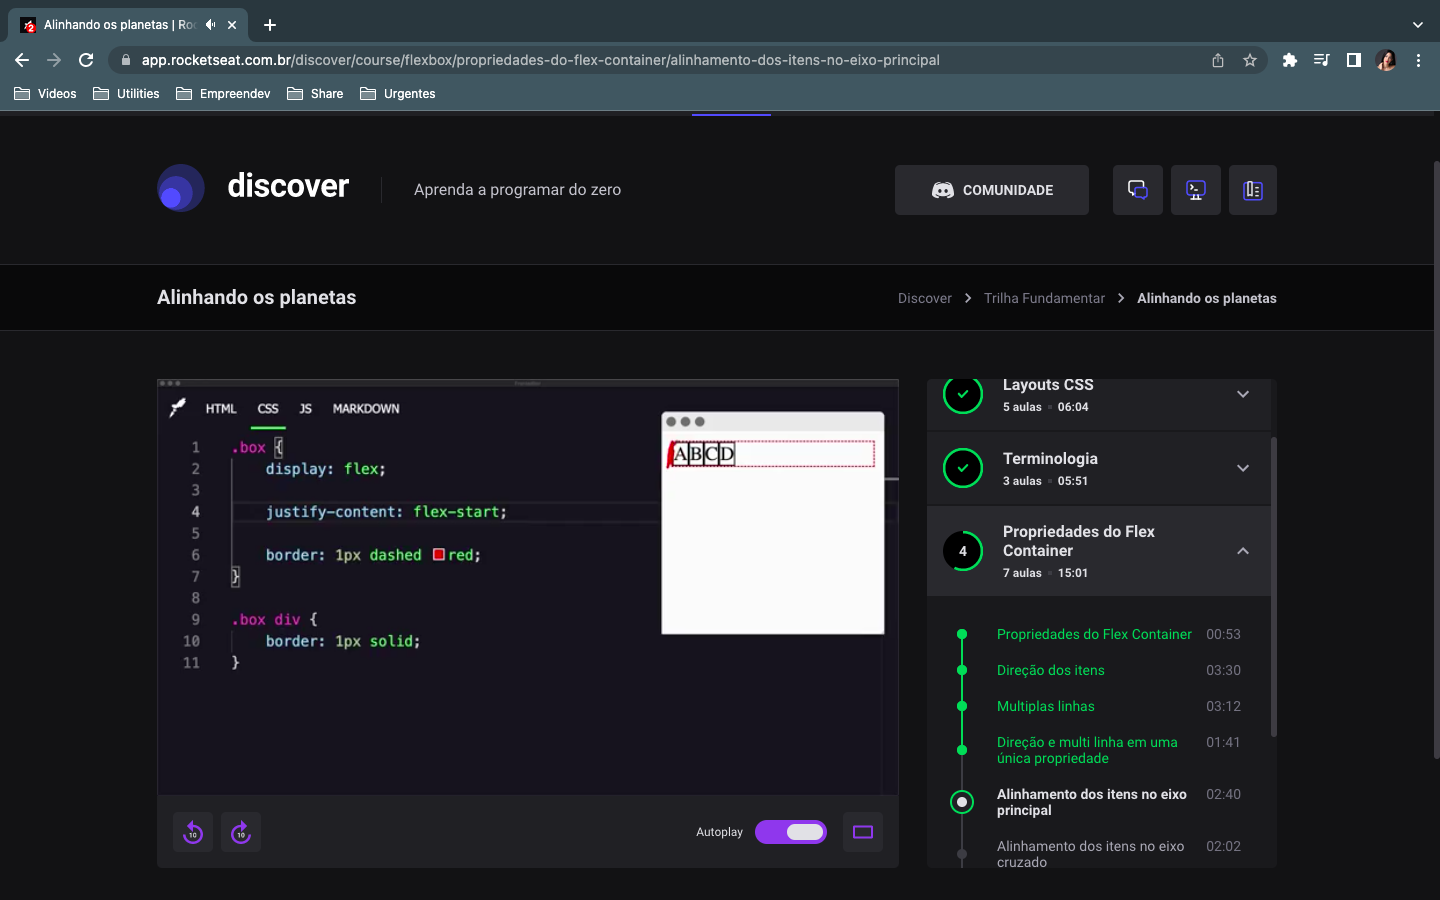 Alinhando os planetas | Roc
app.rocketseat.com.br/discover/course/flexbox/propriedades-do-flex-container/alinhamento-dos-itens-no-eixo-principal
Videos Utilities Empreendev Share Urgentes
discover
Aprenda a programar do zero
COMUNIDADE
Alinhando os planetas
Discover > Trilha Fundamentar > Alinhando os planetas
HTML CSS JS MARKDOWN
1 .box {
2 display: flex;
3
4 justify-content: flex-start;
5
6 border: 1px dashed red;
7 }
8
9 .box div {
10 border: 1px solid;
11 }
ABCD
10 10
Autoplay
Layouts CSS
5 aulas 06:04
Terminologia
3 aulas 05:51
4
Propriedades do Flex
Container
7 aulas 15:01
Propriedades do Flex Container 00:53
Direção dos itens 03:30
Multiplas linhas 03:12
Direção e multi linha em uma 01:41
única propriedade
Alinhamento dos itens no eixo 02:40
principal
Alinhamento dos itens no eixo 02:02
cruzado